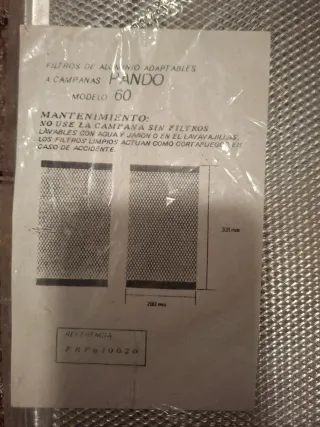 FILTROS DE ALUMINIO ADAPTABLES
A CAMPANAS PANDO
MODELO 60
MANTENIMIENTO:
NO USE LA CAMPANA SIN FILTROS
LAVABLES CON AGUA Y JABON O EN EL LAVAVAJILLAS.
LOS FILTROS LIMPIOS ACTUAN COMO CORTAFUEGOS EN
CASO DE ACCIDENTE.
REFERENCIA